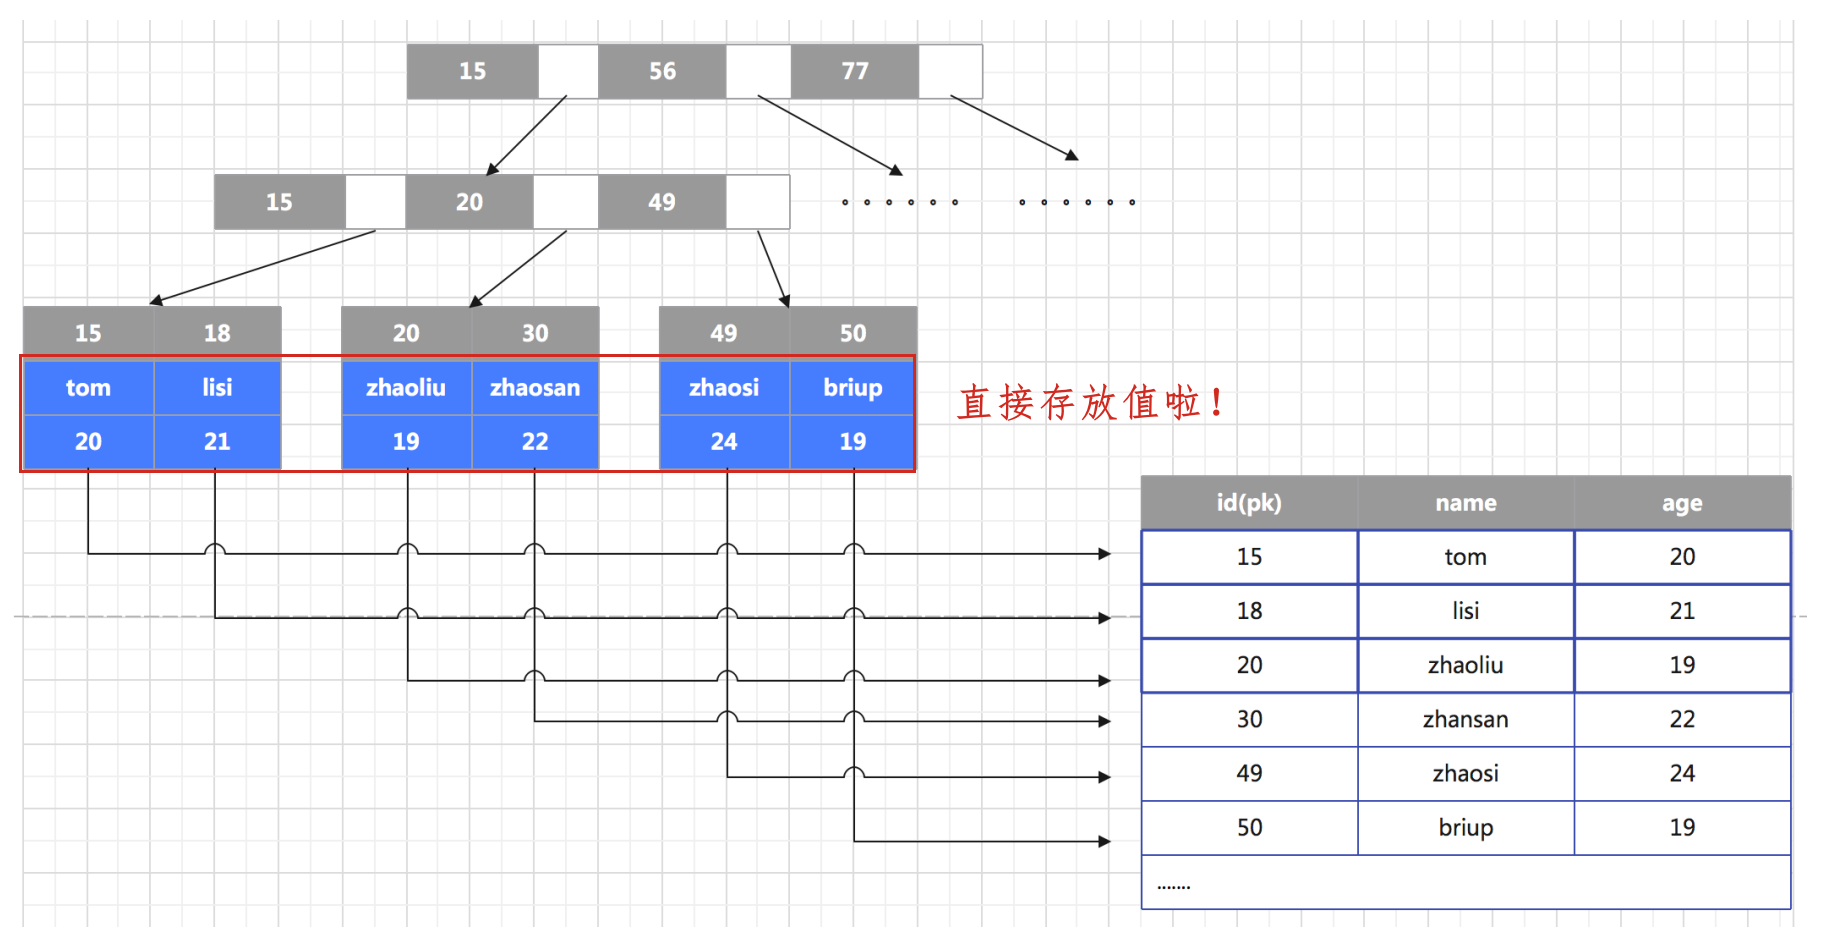 15 56 77
15 20 49 。。。。。。 。。。。。。
15 18 20 30 49 50
tom lisi zhaoliu zhaosan zhaosi briup
直接存放值啦！
20 21 19 22 24 19
id(pk) name age
15 tom 20
18 lisi 21
20 zhaoliu 19
30 zhansan 22
49 zhaosi 24
50 briup 19
.......